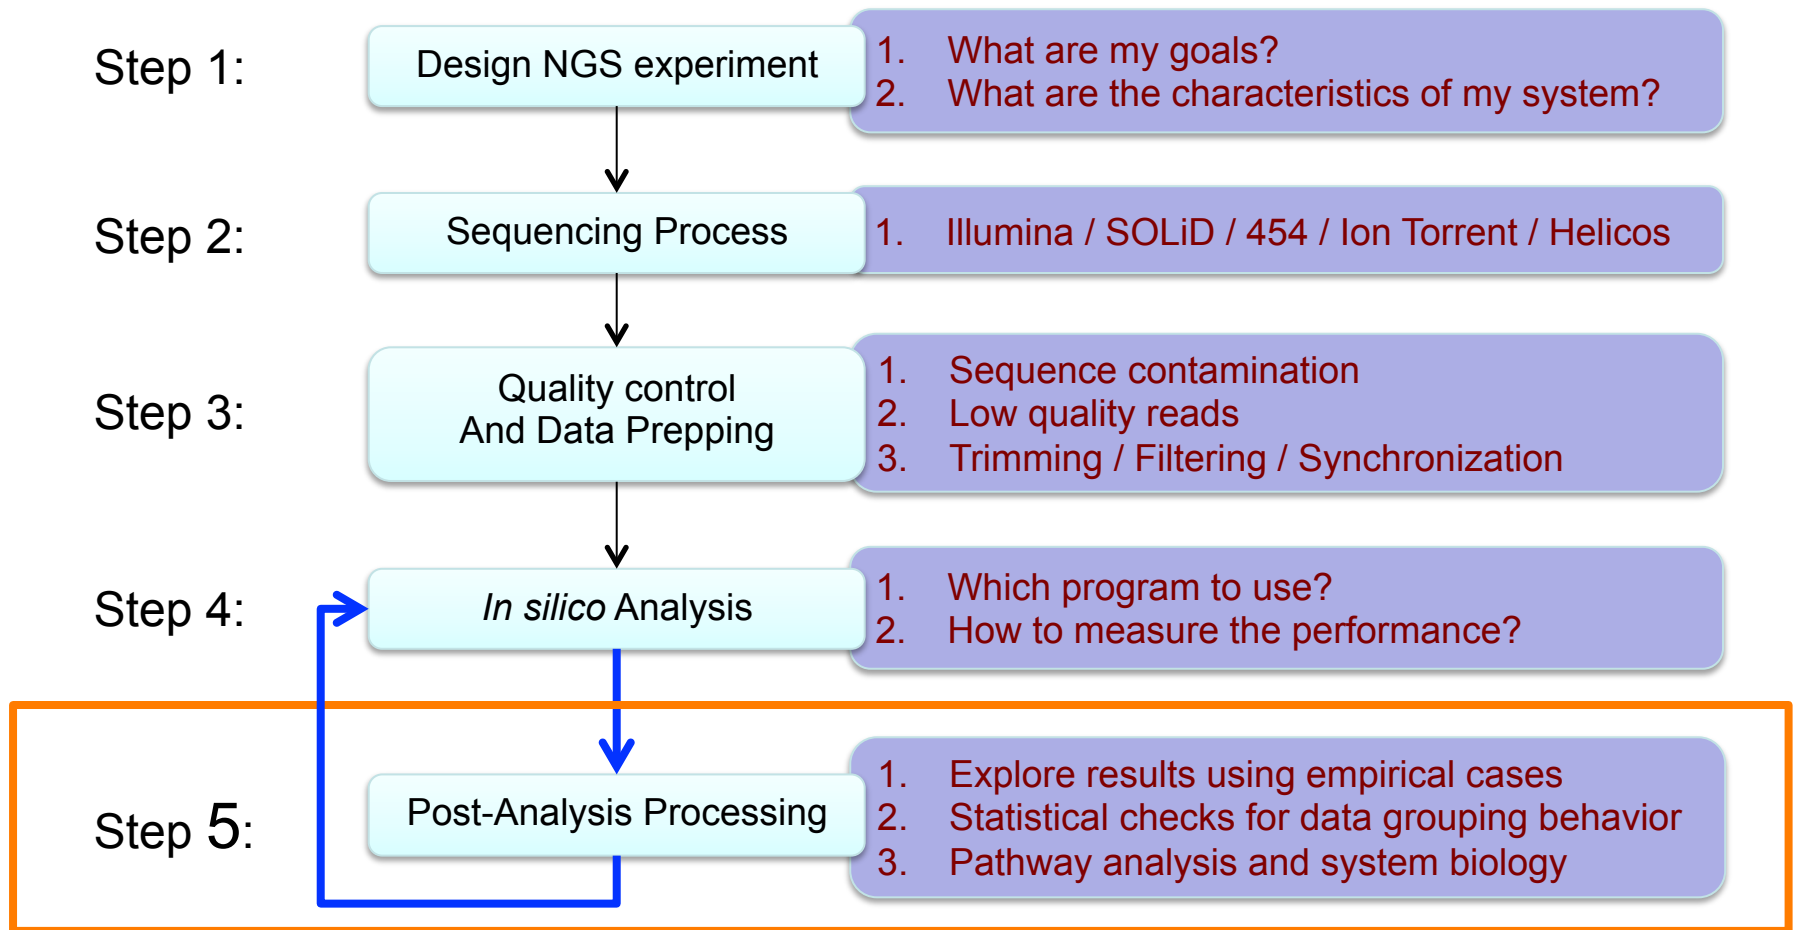 Step 1:
Design NGS experiment
1. What are my goals?
2. What are the characteristics of my system?
Step 2:
Sequencing Process
1. Illumina / SOLiD / 454 / Ion Torrent / Helicos
Step 3:
Quality control
And Data Prepping
1. Sequence contamination
2. Low quality reads
3. Trimming / Filtering / Synchronization
Step 4:
In silico Analysis
1. Which program to use?
2. How to measure the performance?
Step 5:
Post-Analysis Processing
1. Explore results using empirical cases
2. Statistical checks for data grouping behavior
3. Pathway analysis and system biology